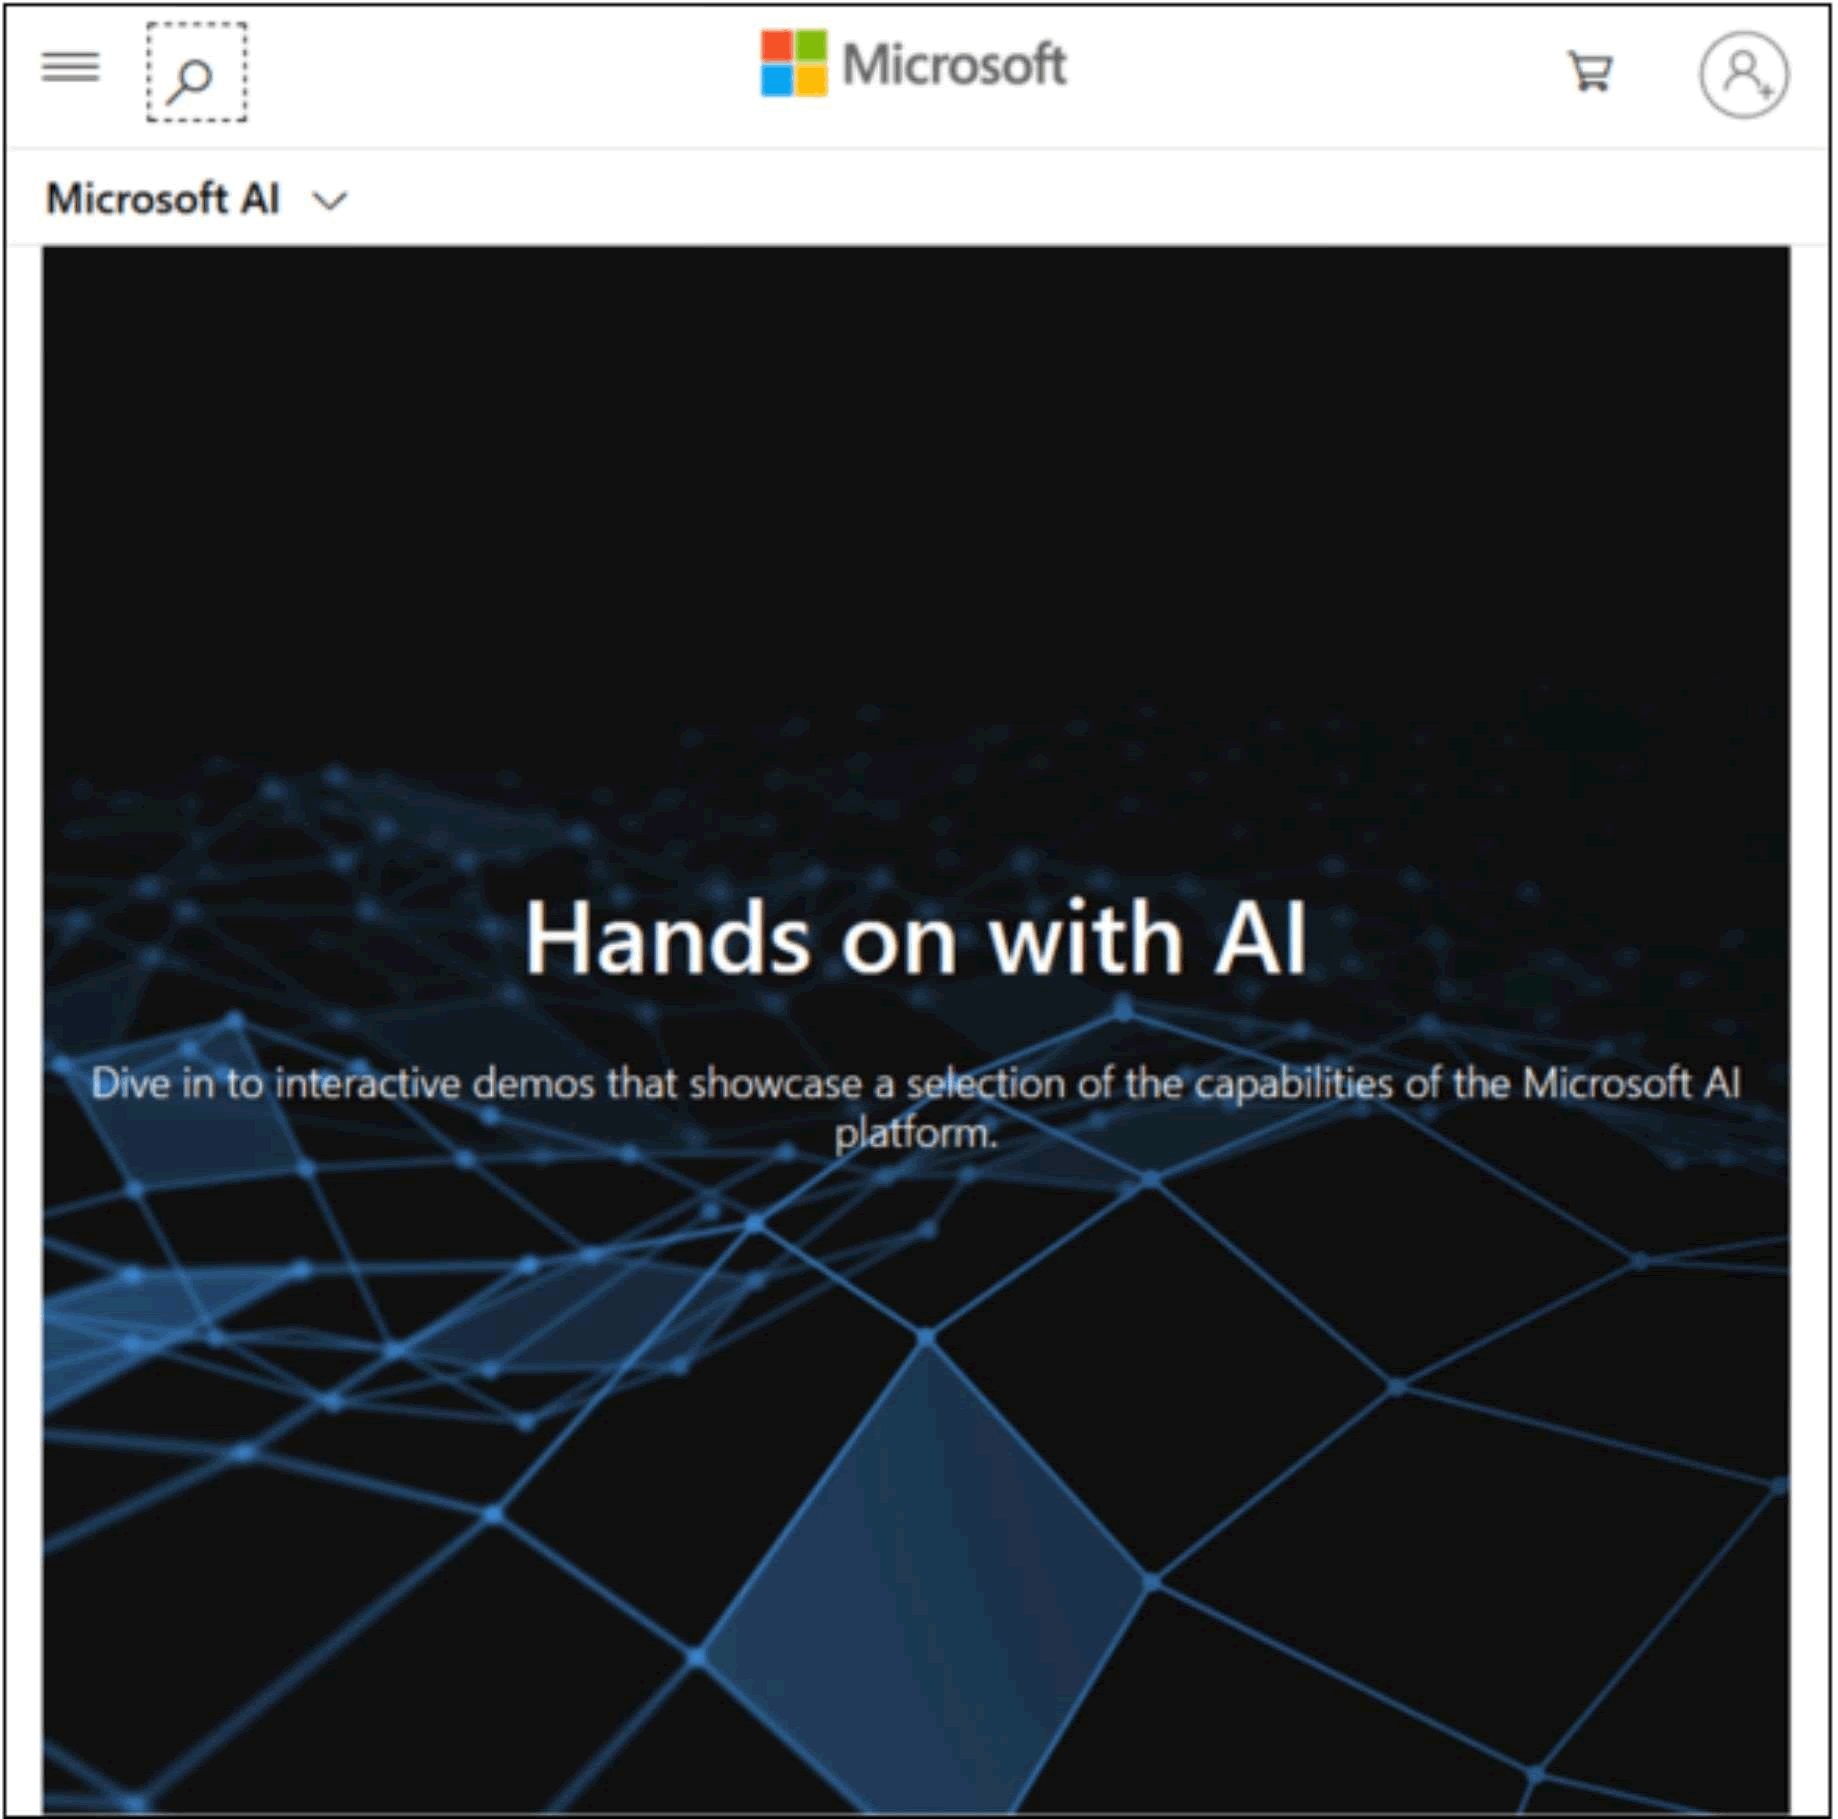 Microsoft
Microsoft AI
Hands on with AI
Dive in to interactive demos that showcase a selection of the capabilities of the Microsoft AI
platform.